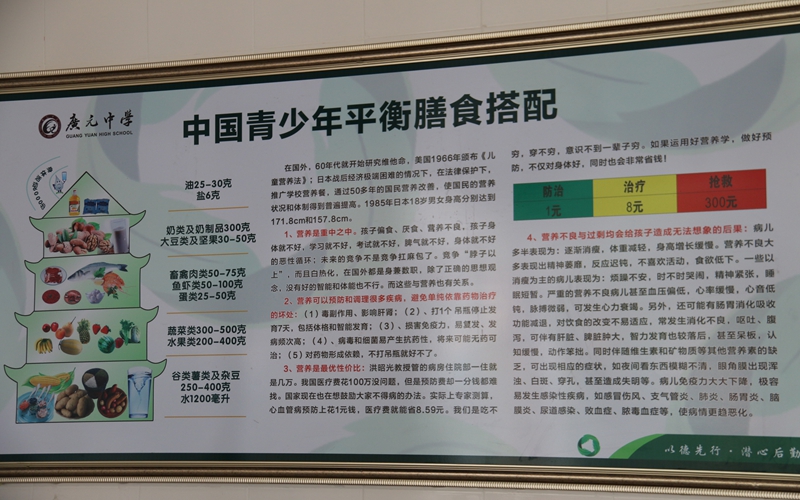 廣元中学
GUANG YUAN HIGH SCHOOL
中国青少年平衡膳食搭配
油25-30克
盐6克
奶类及奶制品300克
大豆类及坚果30-50克
畜禽肉类50-75克
鱼虾类50-100克
蛋类25-50克
蔬菜类300-500克
水果类200-400克
谷类薯类及杂豆
250-400克
水1200毫升
在国外，60年代就开始研究维他命，美国1966年颁布《儿
童营养法》；日本战后经济极端困难的情况下，在法律保护下，
推广学校营养餐，通过50多年的国民营养改善，使国民的营养
状况和体制得到普遍提高。1985年日本18岁男女身高分别达到
171.8cm和157.8cm。
1、营养是重中之中。孩子偏食、厌食、营养不良，孩子身
体就不好，学习就不好，考试就不好，脾气就不好，身体就不好
的恶性循环；未来的竞争不是竞争扛麻包了。竞争“脖子以
上”，而且白热化，在国外都是身兼数职，除了正确的思想观
念，没有好的智能和体能也不行。而这些与营养也有关系。
2、营养可以预防和调理很多疾病，避免单纯依靠药物治疗
的坏处：（1）毒副作用、影响肝肾；（2）、打1个吊瓶停止发
育7天，包括体格和智能发育；（3）、损害免疫力，易复发、发
病频次高；（4）、病毒和细菌易产生抗药性，将来可能无药可
治；（5）对药物形成依赖，不打吊瓶就好不了。
3、营养是最优性价比：洪昭光教授管的病房住院部一住就
是几万。我国医疗费花100万没问题，但是预防费却一分钱都难
找。国家现在也在想鼓励大家不得病的办法。实际上专家测算，
心血管病预防上花1元钱，医疗费就能省8.59元。我们是吃不
穷，穿不穷，意识不到一辈子穷。如果运用好营养学，做好预
防，不仅对身体好，同时也会非常省钱！
防治 治疗 抢救
1元 8元 300元
4、营养不良与过剩均会给孩子造成无法想象的后果：病儿
多半表现为：逐渐消瘦，体重减轻，身高增长缓慢。营养不良大
多表现出精神萎靡，反应迟钝，不喜欢活动，食欲低下。一些以
消瘦为主的病儿表现为：烦躁不安，时不时哭闹，精神紧张，睡
眠短暂。严重的营养不良病儿甚至血压偏低，心率缓慢，心音低
钝，脉搏微弱，可发生心力衰竭。另外，还可能有肠胃消化吸收
功能减退，对饮食的改变不易适应，常发生消化不良，呕吐、腹
泻，可伴有肝脏、脾脏肿大，智力发育也较落后，甚至呆板，认
知缓慢，动作笨拙。同时伴随维生素和矿物质等其他营养素的缺
乏，可出现相应的症状，如夜间看东西模糊不清，眼角膜出现浑
浊、白斑、穿孔，甚至造成失明等。病儿免疫力大大下降，极容
易发生感染性疾病，如感冒伤风、支气管炎、肺炎、肠胃炎、脑
膜炎、尿道感染、败血症、脓毒血症等，使病情更趋恶化。
以德先行·潜心后勤